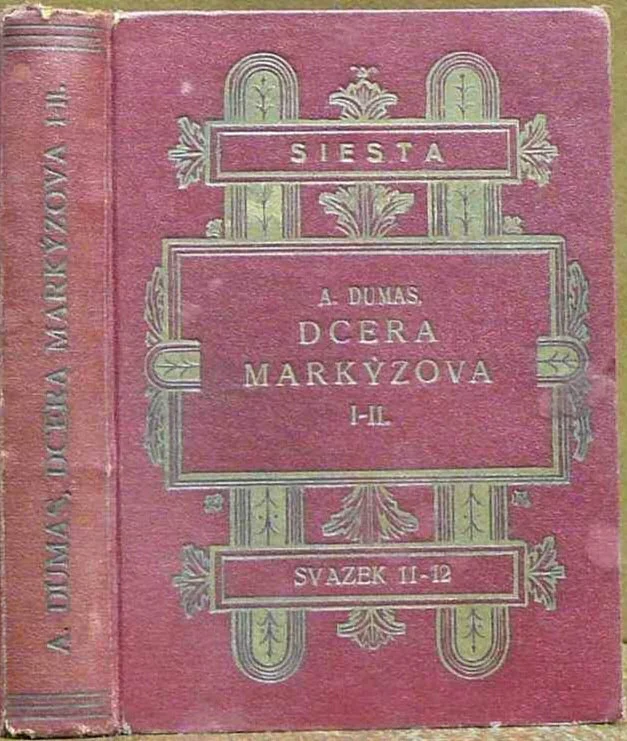 A. DUMAS, DCERA MARKÝZOVA I-II.
SIESTA
A. DUMAS,
DCERA
MARKÝZOVA
I-II.
SVAZEK 11-12